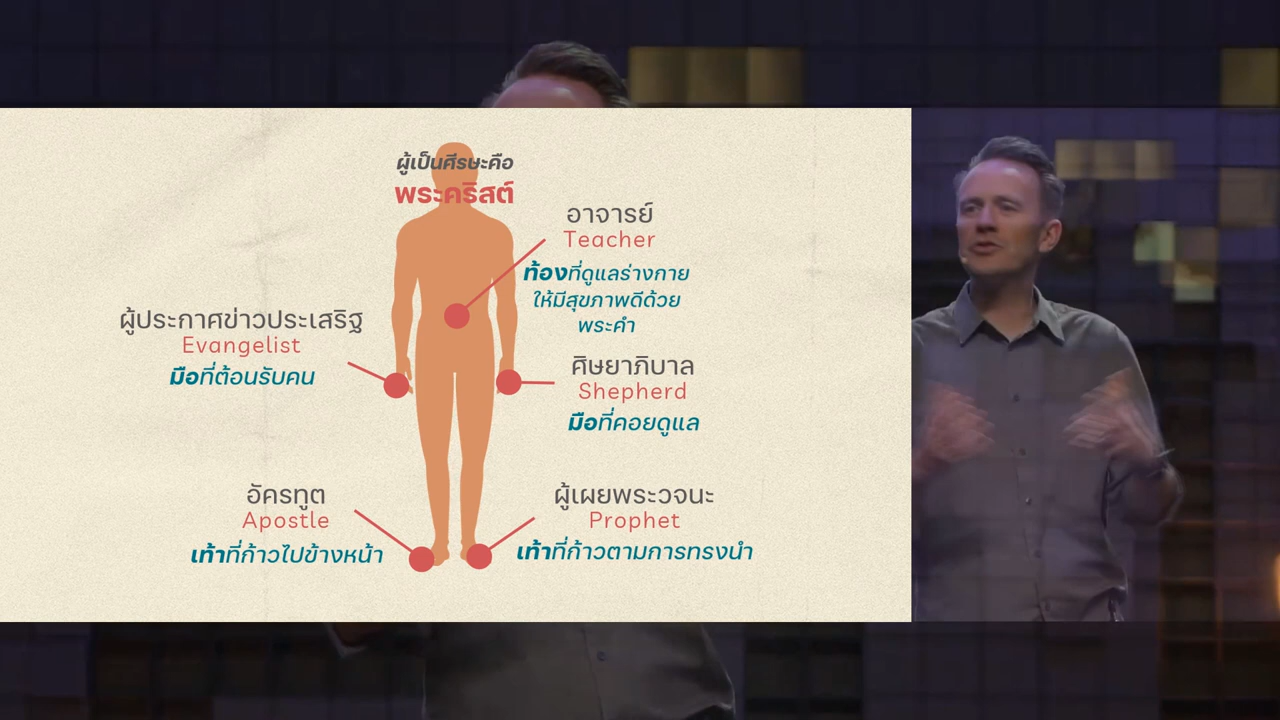 ผู้เป็นศีรษะคือ
พระคริสต์
อาจารย์
Teacher
ท้องที่ดูแลร่างกาย
ให้มีสุขภาพดีด้วย
พระคำ
ผู้ประกาศข่าวประเสริฐ
Evangelist
มือที่ต้อนรับคน
ศิษยาภิบาล
Shepherd
มือที่คอยดูแล
อัครทูต
Apostle
เท้าที่ก้าวไปข้างหน้า
ผู้เผยพระวจนะ
Prophet
เท้าที่ก้าวตามการทรงนำ